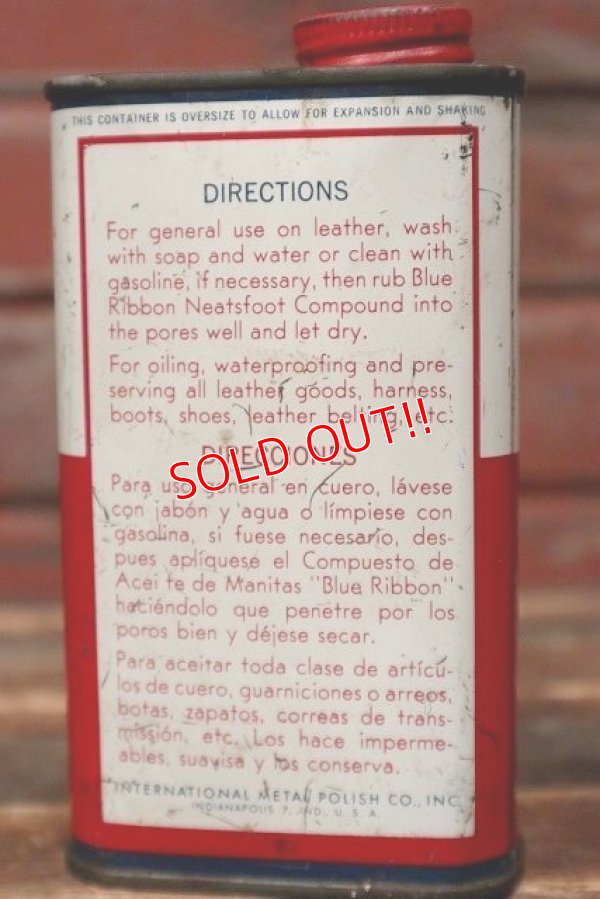 THIS CONTAINER IS OVERSIZE TO ALLOW FOR EXPANSION AND SHAKING
DIRECTIONS
For general use on leather, wash
with soap and water or clean with
gasoline, if necessary, then rub Blue
Ribbon Neatsfoot Compound into
the pores well and let dry.
For oiling, waterproofing and pre-
serving all leather goods, harness,
boots, shoes, leather belting, etc.
SOLD OUT!!
DIRECCIONES
Para uso general en cuero, lávese
con jabón y agua o límpiese con
gasolina, si fuese necesario, des-
pues aplíquese el Compuesto de
Aceite de Manitas "Blue Ribbon"
haciéndolo que penetre por los
poros bien y déjese secar.
Para aceitar toda clase de artícu-
los de cuero, guarniciones o arreos,
botas, zapatos, correas de trans-
misión, etc. Los hace imperme-
ables, suavisa y los conserva.
INTERNATIONAL METAL POLISH CO., INC.
INDIANAPOLIS 7, IND., U. S. A.